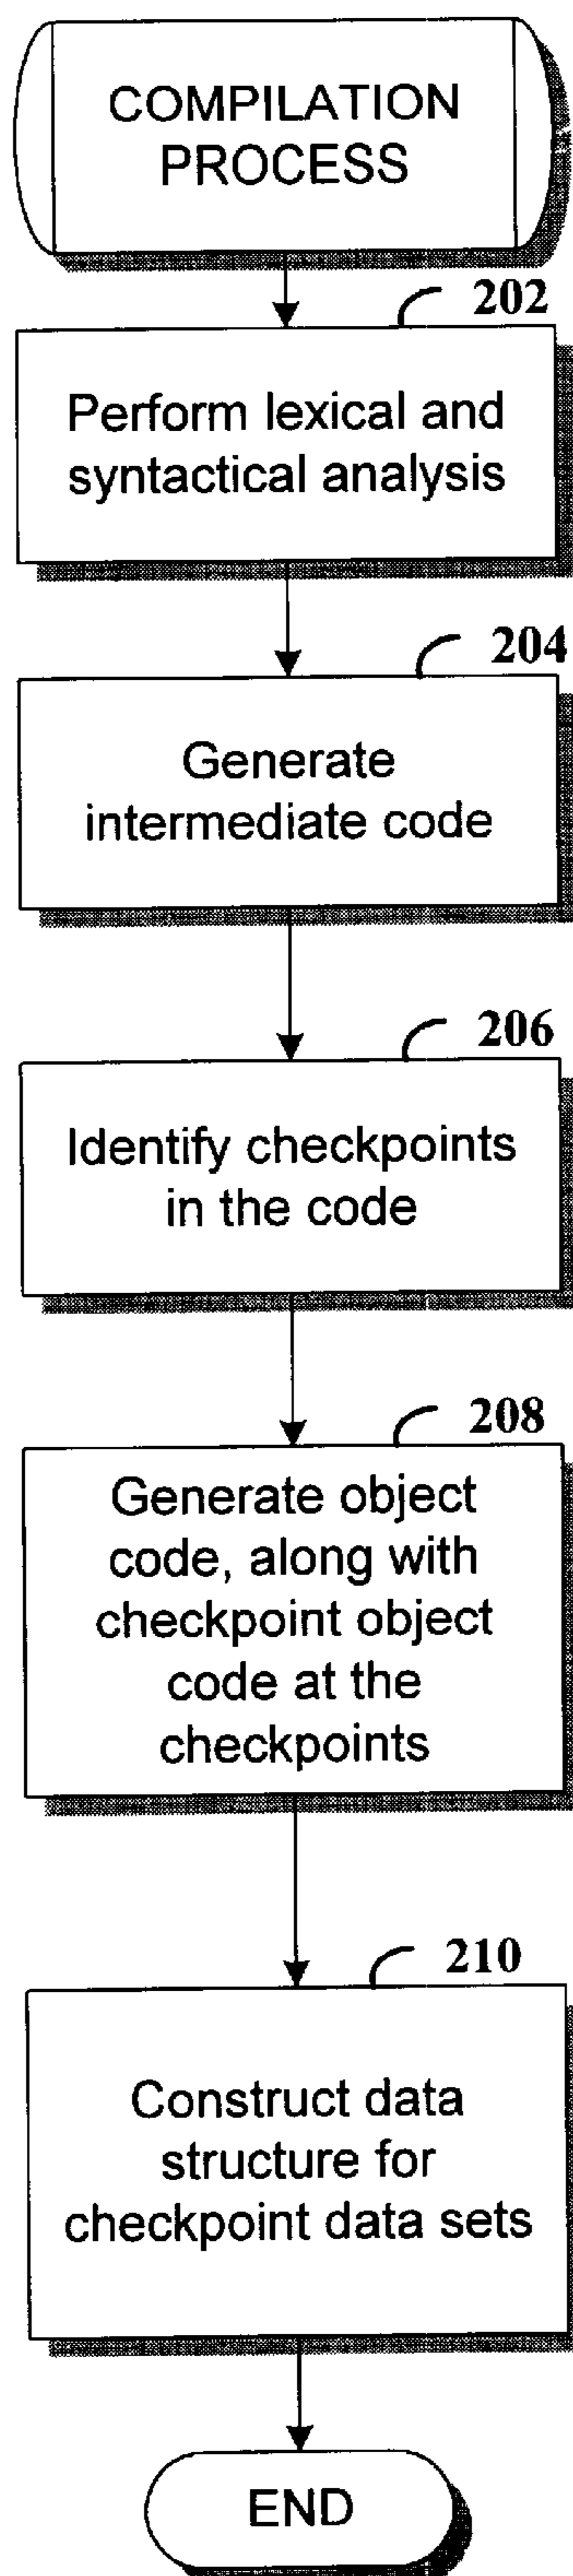 COMPILATION
PROCESS
202
Perform lexical and
syntactical analysis
204
Generate
intermediate code
206
Identify checkpoints
in the code
208
Generate object
code, along with
checkpoint object
code at the
checkpoints
210
Construct data
structure for
checkpoint data sets
END